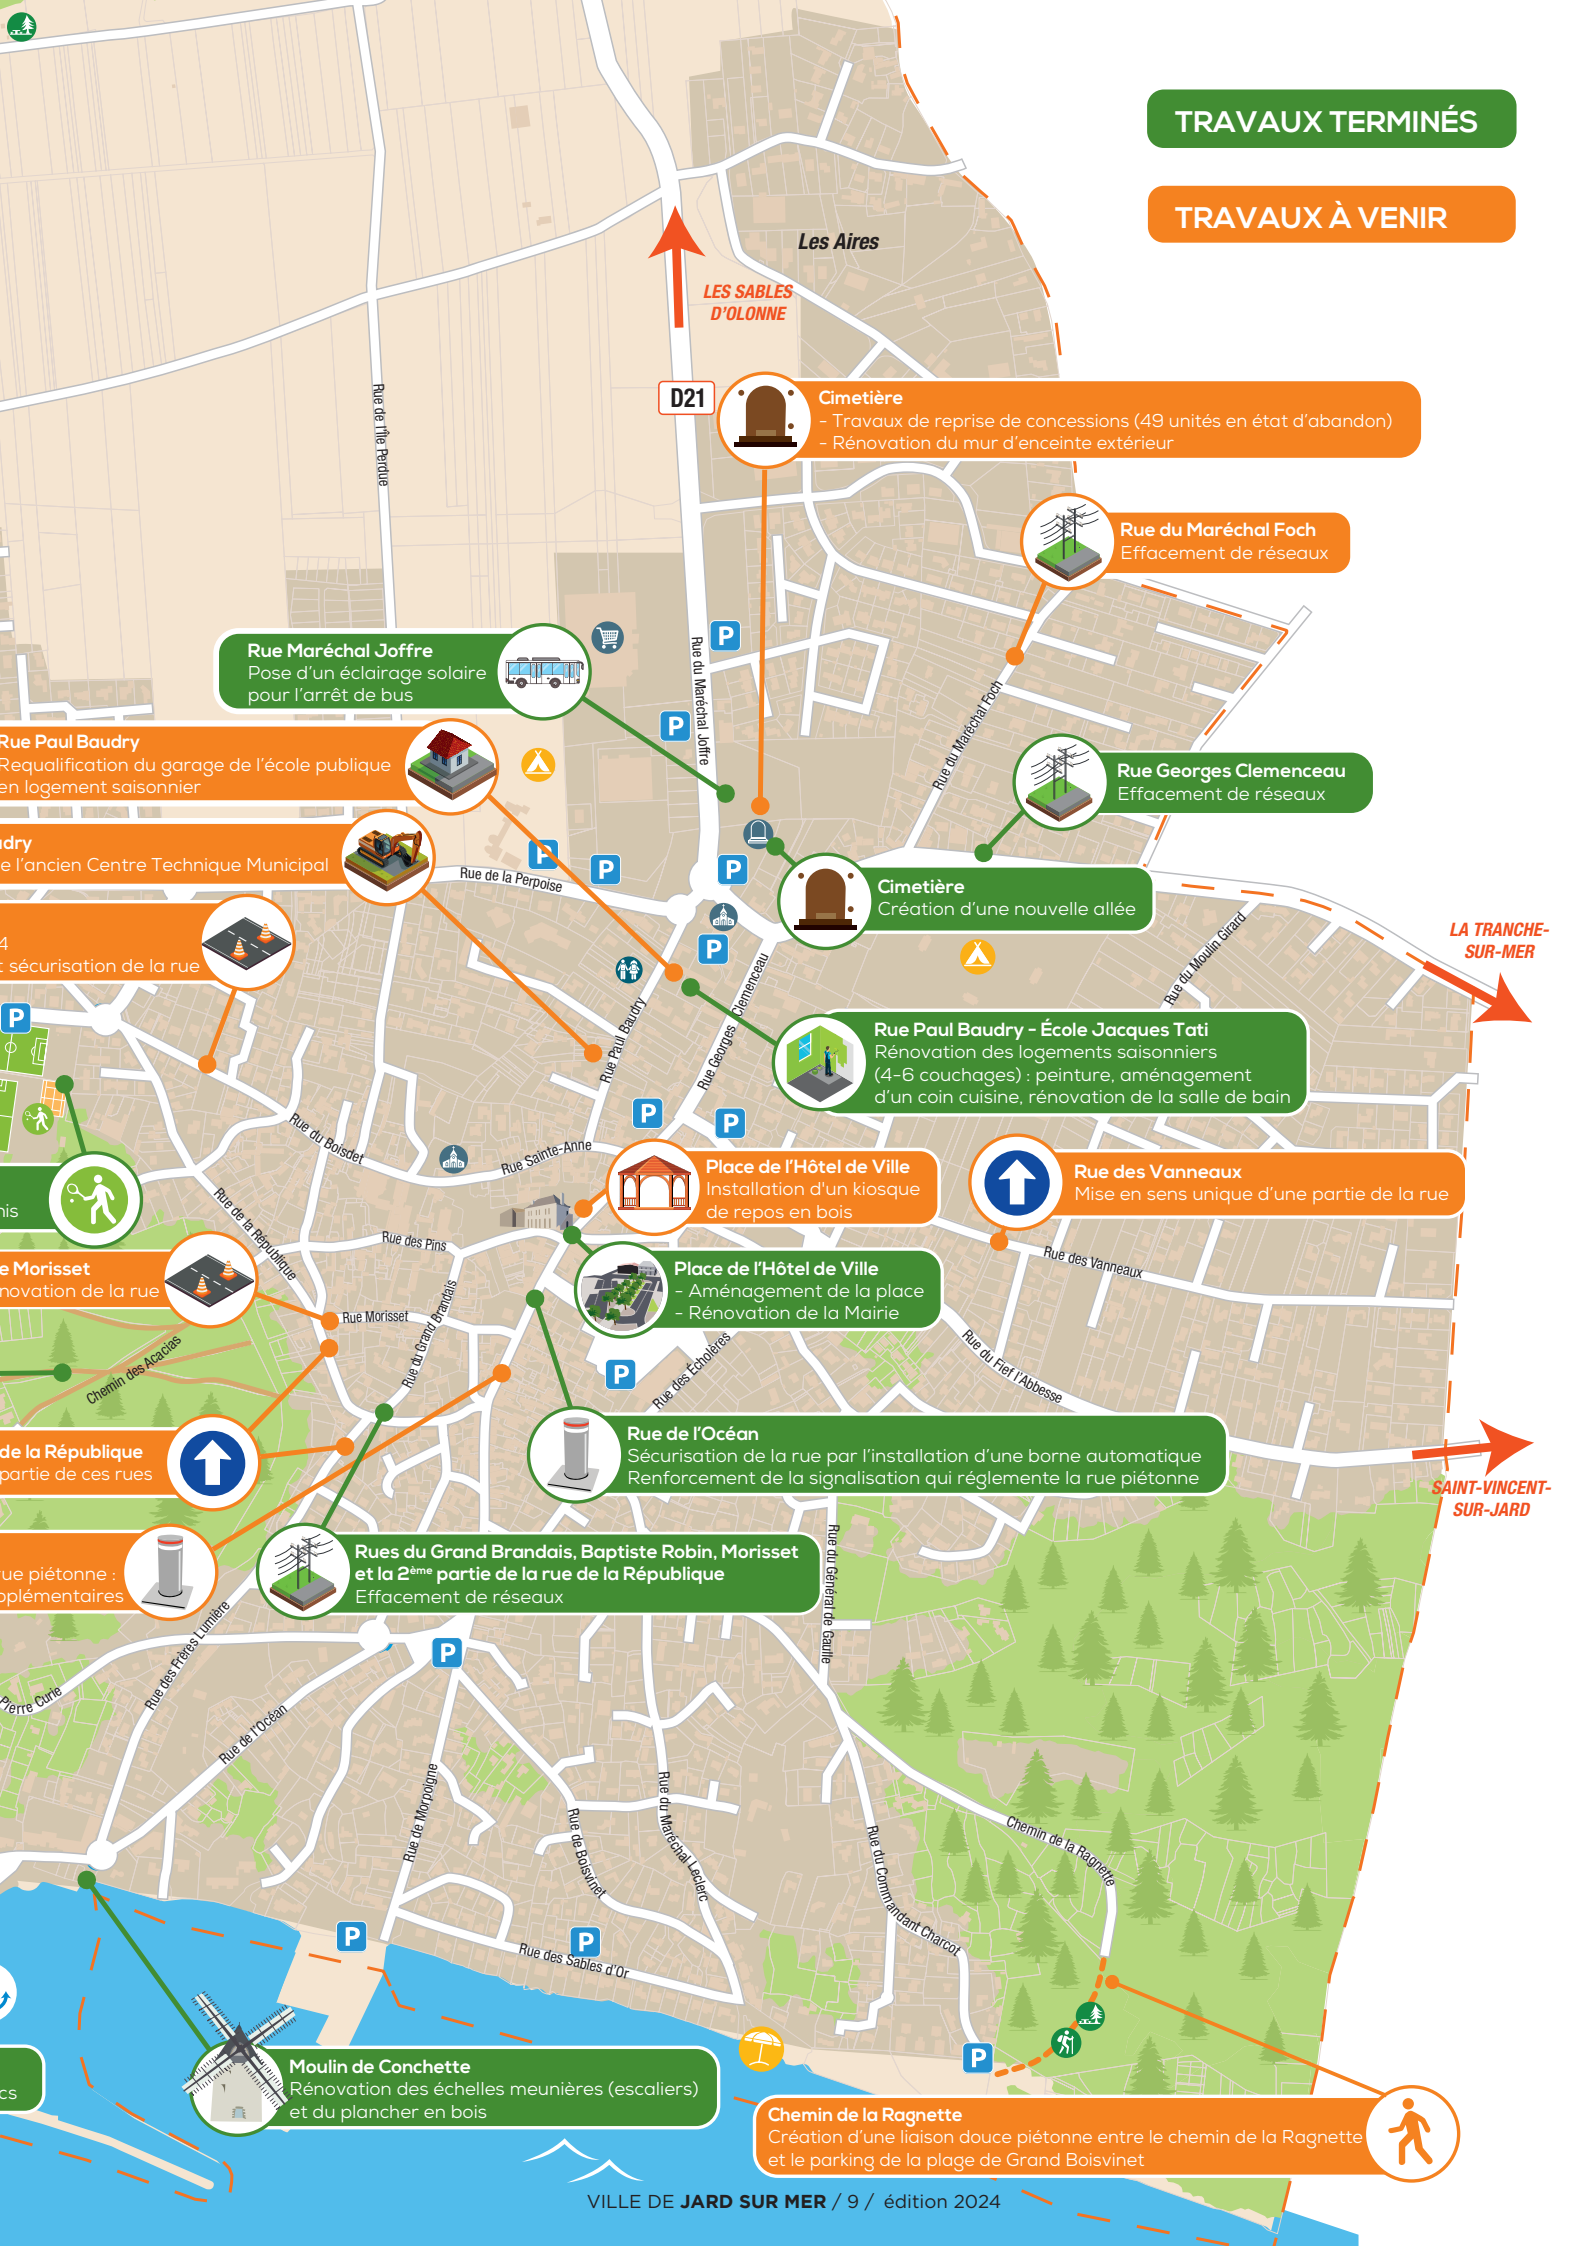 TRAVAUX TERMINÉS
TRAVAUX À VENIR
Les Aires
LES SABLES
D'OLONNE
Rue de l'Île Perdue
D21
Cimetière
- Travaux de reprise de concessions (49 unités en état d'abandon)
- Rénovation du mur d'enceinte extérieur
Rue du Maréchal Foch
Effacement de réseaux
P
Rue Maréchal Joffre
Pose d'un éclairage solaire
pour l'arrêt de bus
Rue du Maréchal Joffre
P
Rue du Maréchal Foch
Rue Paul Baudry
Requalification du garage de l'école publique
en logement saisonnier
Rue Georges Clemenceau
Effacement de réseaux
udry
e l'ancien Centre Technique Municipal
P
P
P
Rue de la Perpoise
Cimetière
Création d'une nouvelle allée
4
t sécurisation de la rue
P
Rue du Moulin Girard
LA TRANCHE-
SUR-MER
P
Rue Paul Baudry
Rue Georges Clemenceau
Rue Paul Baudry - École Jacques Tati
Rénovation des logements saisonniers
(4-6 couchages) : peinture, aménagement
d'un coin cuisine, rénovation de la salle de bain
P
P
Rue du Boisdet
Rue Sainte-Anne
Place de l'Hôtel de Ville
Installation d'un kiosque
de repos en bois
Rue des Vanneaux
Mise en sens unique d'une partie de la rue
nis
Rue de la République
Rue des Pins
Rue des Vanneaux
e Morisset
novation de la rue
Place de l'Hôtel de Ville
- Aménagement de la place
- Rénovation de la Mairie
Rue Morisset
Rue du Grand Brandais
Chemin des Acacias
P
Rue des Écholères
Rue du Fief l'Abbesse
de la République
partie de ces rues
Rue de l'Océan
Sécurisation de la rue par l'installation d'une borne automatique
Renforcement de la signalisation qui réglemente la rue piétonne
SAINT-VINCENT-
SUR-JARD
rue piétonne :
pplémentaires
Rues du Grand Brandais, Baptiste Robin, Morisset
et la 2ème partie de la rue de la République
Effacement de réseaux
Rue du Général de Gaulle
Rue des Frères Lumière
P
Pierre Curie
Rue de l'Océan
Rue de Morpoigne
Rue de Boisvinet
Rue du Maréchal Leclerc
Rue du Commandant Charcot
Chemin de la Ragnette
P
P
Rue des Sables d'Or
P
cs
Moulin de Conchette
Rénovation des échelles meunières (escaliers)
et du plancher en bois
Chemin de la Ragnette
Création d'une liaison douce piétonne entre le chemin de la Ragnette
et le parking de la plage de Grand Boisvinet
VILLE DE JARD SUR MER / 9 / édition 2024